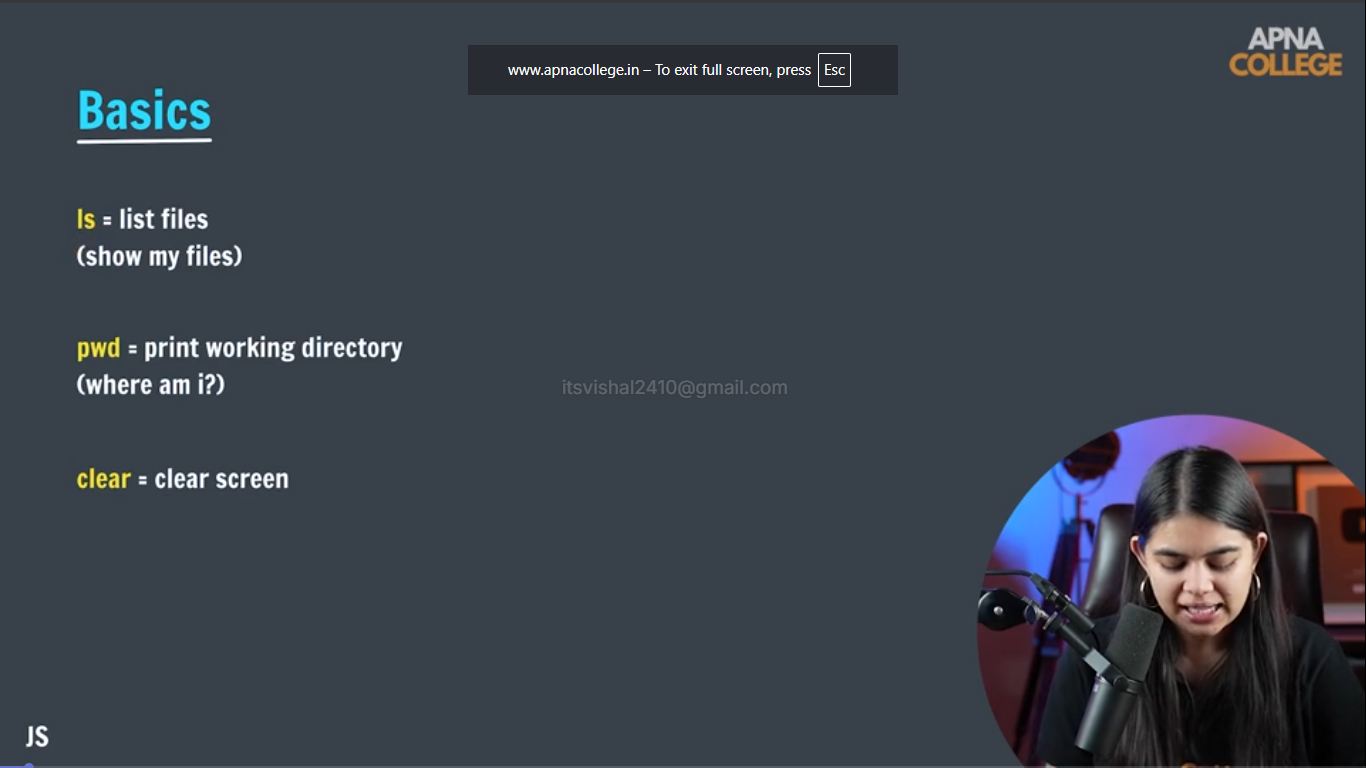 APNA
COLLEGE
www.apnacollege.in – To exit full screen, press Esc
Basics
ls = list files
(show my files)
pwd = print working directory
(where am i?)
itsvishal2410@gmail.com
clear = clear screen
JS